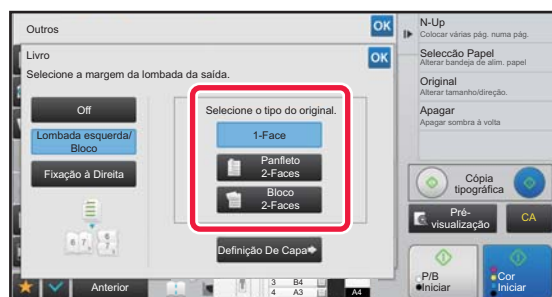 Outros
OK
Livro
OK
Selecione a margem da lombada da saída.
Off
Lombada esquerda/
Bloco
Fixação à Direita
6
7
Selecione o tipo do original.
1-Face
Panfleto
2-Faces
Bloco
2-Faces
Definição De Capa
Anterior
3 B4
4 A3
A4
N-Up
Colocar várias pág. numa pág.
Seleccão Papel
Alterar bandeja de alim. papel
Original
Alterar tamanho/direção.
Apagar
Apagar sombra à volta
Cópia
tipográfica
Pré-
visualização
CA
P/B
Iniciar
Cor
Iniciar